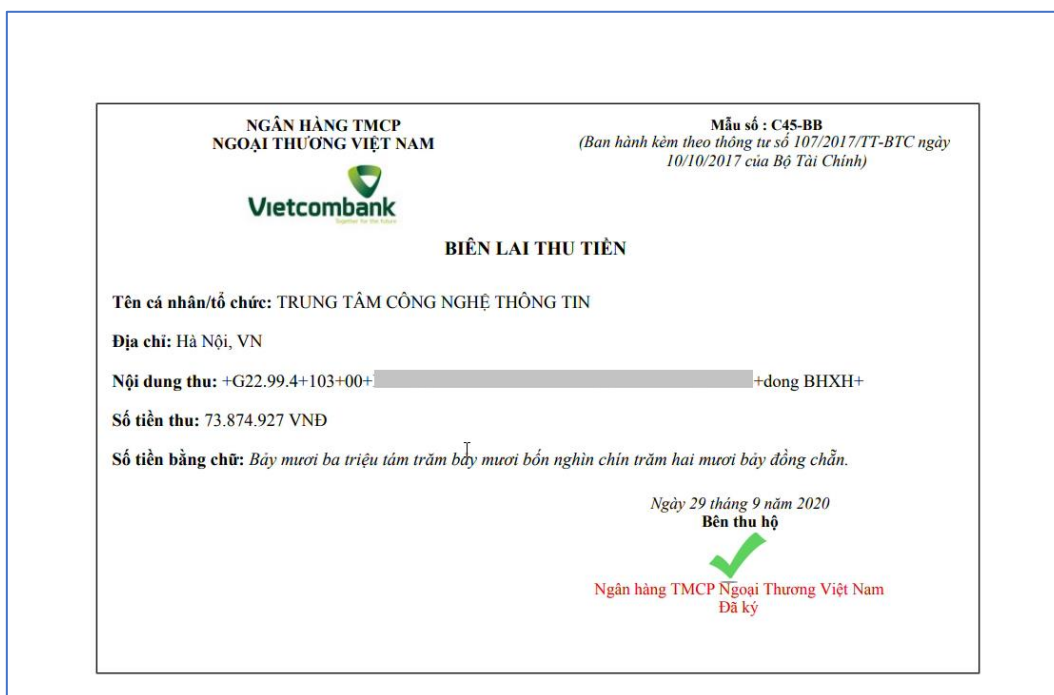 NGÂN HÀNG TMCP
NGOẠI THƯƠNG VIỆT NAM
Mẫu số : C45-BB
(Ban hành kèm theo thông tư số 107/2017/TT-BTC ngày
10/10/2017 của Bộ Tài Chính)
Vietcombank
Together for the future
BIÊN LAI THU TIỀN
Tên cá nhân/tổ chức: TRUNG TÂM CÔNG NGHỆ THÔNG TIN
Địa chỉ: Hà Nội, VN
Nội dung thu: +G22.99.4+103+00+ +dong BHXH+
Số tiền thu: 73.874.927 VNĐ
Số tiền bằng chữ: Bảy mươi ba triệu tám trăm bảy mươi bốn nghìn chín trăm hai mươi bảy đồng chẵn.
Ngày 29 tháng 9 năm 2020
Bên thu hộ
Ngân hàng TMCP Ngoại Thương Việt Nam
Đã ký